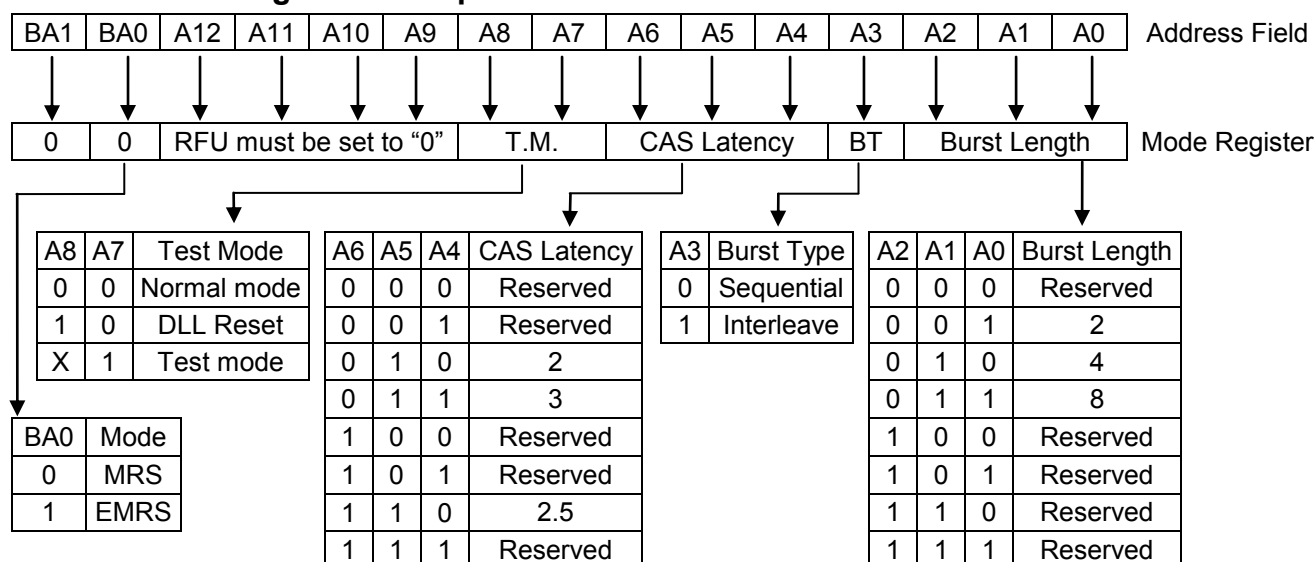 BA1 BA0 A12 A11 A10 A9 A8 A7 A6 A5 A4 A3 A2 A1 A0 Address Field
0 0 RFU must be set to “0” T.M. CAS Latency BT Burst Length Mode Register
A8 A7 Test Mode
0 0 Normal mode
1 0 DLL Reset
X 1 Test mode
BA0 Mode
0 MRS
1 EMRS
A6 A5 A4 CAS Latency
0 0 0 Reserved
0 0 1 Reserved
0 1 0 2
0 1 1 3
1 0 0 Reserved
1 0 1 Reserved
1 1 0 2.5
1 1 1 Reserved
A3 Burst Type
0 Sequential
1 Interleave
A2 A1 A0 Burst Length
0 0 0 Reserved
0 0 1 2
0 1 0 4
0 1 1 8
1 0 0 Reserved
1 0 1 Reserved
1 1 0 Reserved
1 1 1 Reserved